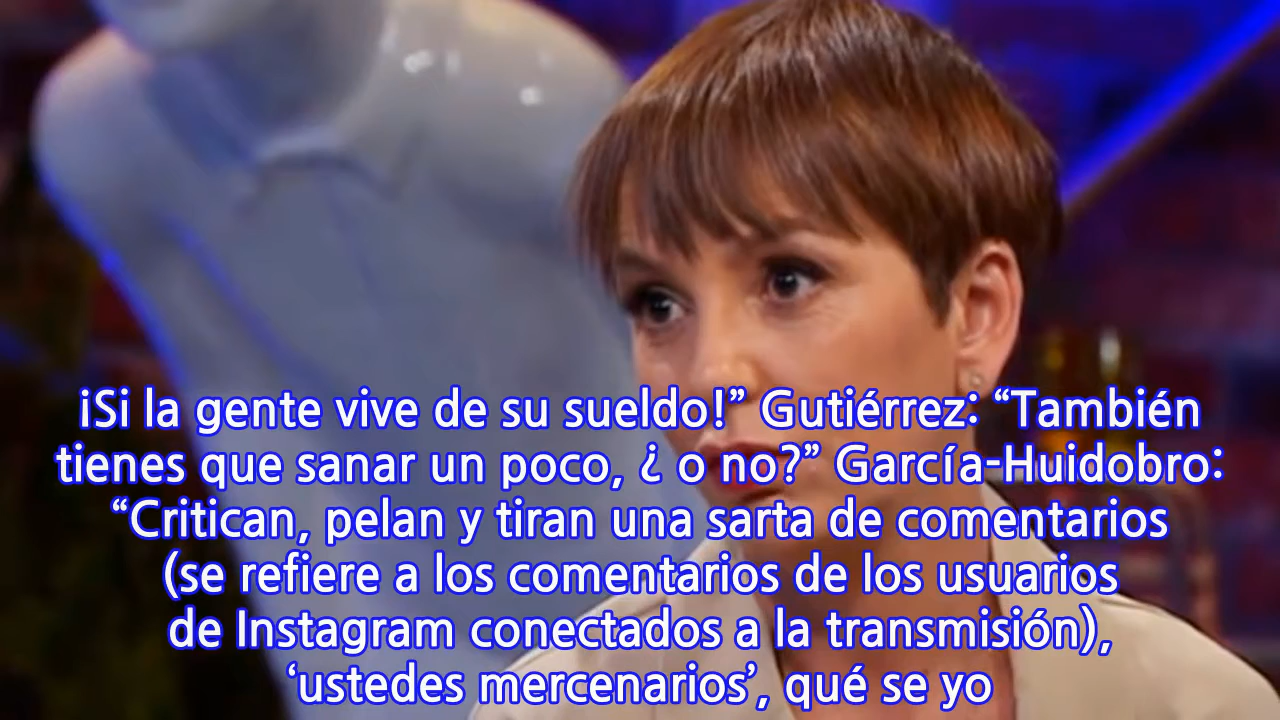 ¡Si la gente vive de su sueldo!” Gutiérrez: “También
tienes que sanar un poco, ¿ o no?” García-Huidobro:
“Critican, pelan y tiran una sarta de comentarios
(se refiere a los comentarios de los usuarios
de Instagram conectados a la transmisión),
‘ustedes mercenarios’, qué se yo